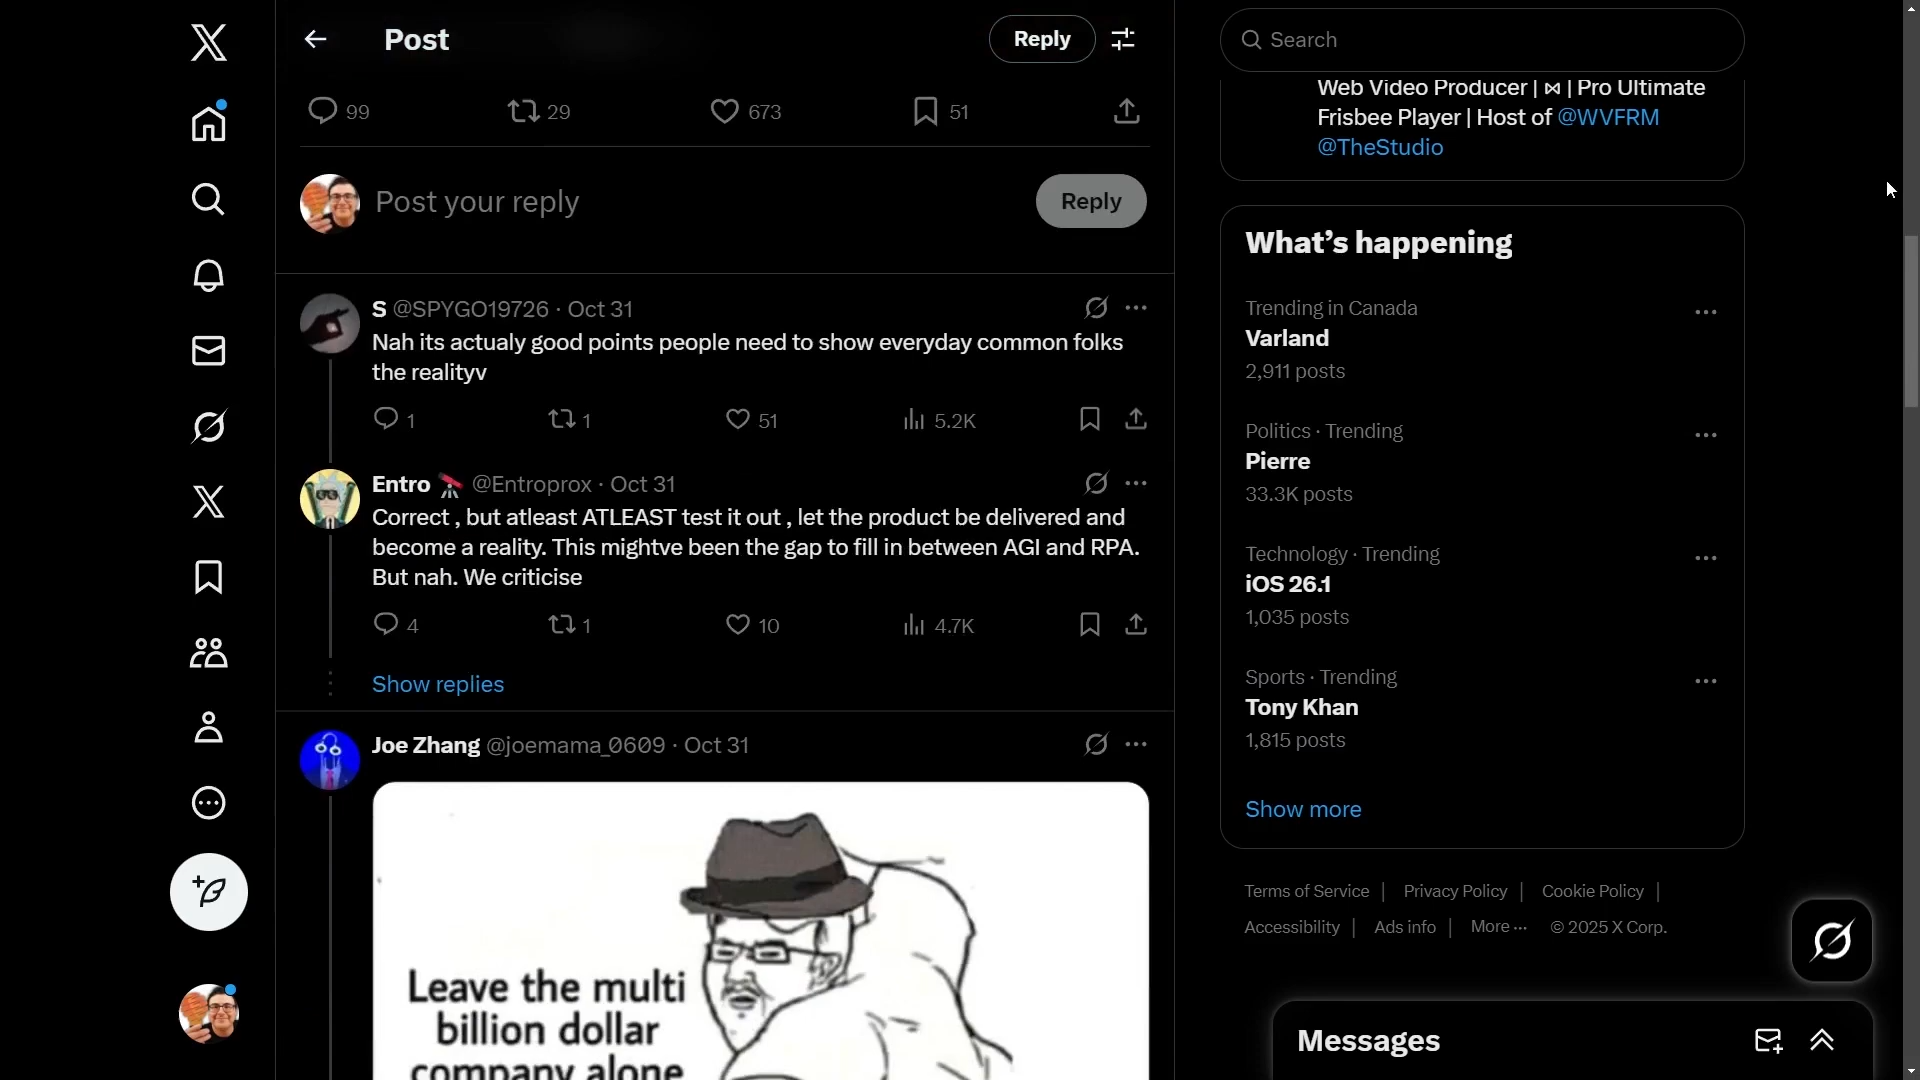 Post
Reply
Search
99
29
673
51
Web Video Producer | ⋈ | Pro Ultimate
Frisbee Player | Host of @WVFRM
@TheStudio
Post your reply
Reply
S @SPYGO19726 · Oct 31
Nah its actualy good points people need to show everyday common folks
the realityv
1
1
51
5.2K
Entro @Entroprox · Oct 31
Correct , but atleast ATLEAST test it out , let the product be delivered and
become a reality. This mightve been the gap to fill in between AGI and RPA.
But nah. We criticise
4
1
10
4.7K
Show replies
Joe Zhang @joemama_0609 · Oct 31
Leave the multi
billion dollar
company alone
What's happening
Trending in Canada
Varland
2,911 posts
Politics · Trending
Pierre
33.3K posts
Technology · Trending
iOS 26.1
1,035 posts
Sports · Trending
Tony Khan
1,815 posts
Show more
Terms of Service | Privacy Policy | Cookie Policy |
Accessibility | Ads info | More ··· © 2025 X Corp.
Messages